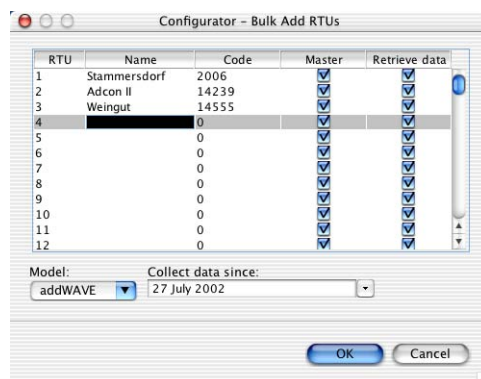 Configurator – Bulk Add RTUs
RTU Name Code Master Retrieve data
1 Stammersdorf 2006
2 Adcon II 14239
3 Weingut 14555
4 0
5 0
6 0
7 0
8 0
9 0
10 0
11 0
12 0
Model: Collect data since:
addWAVE 27 July 2002
OK Cancel